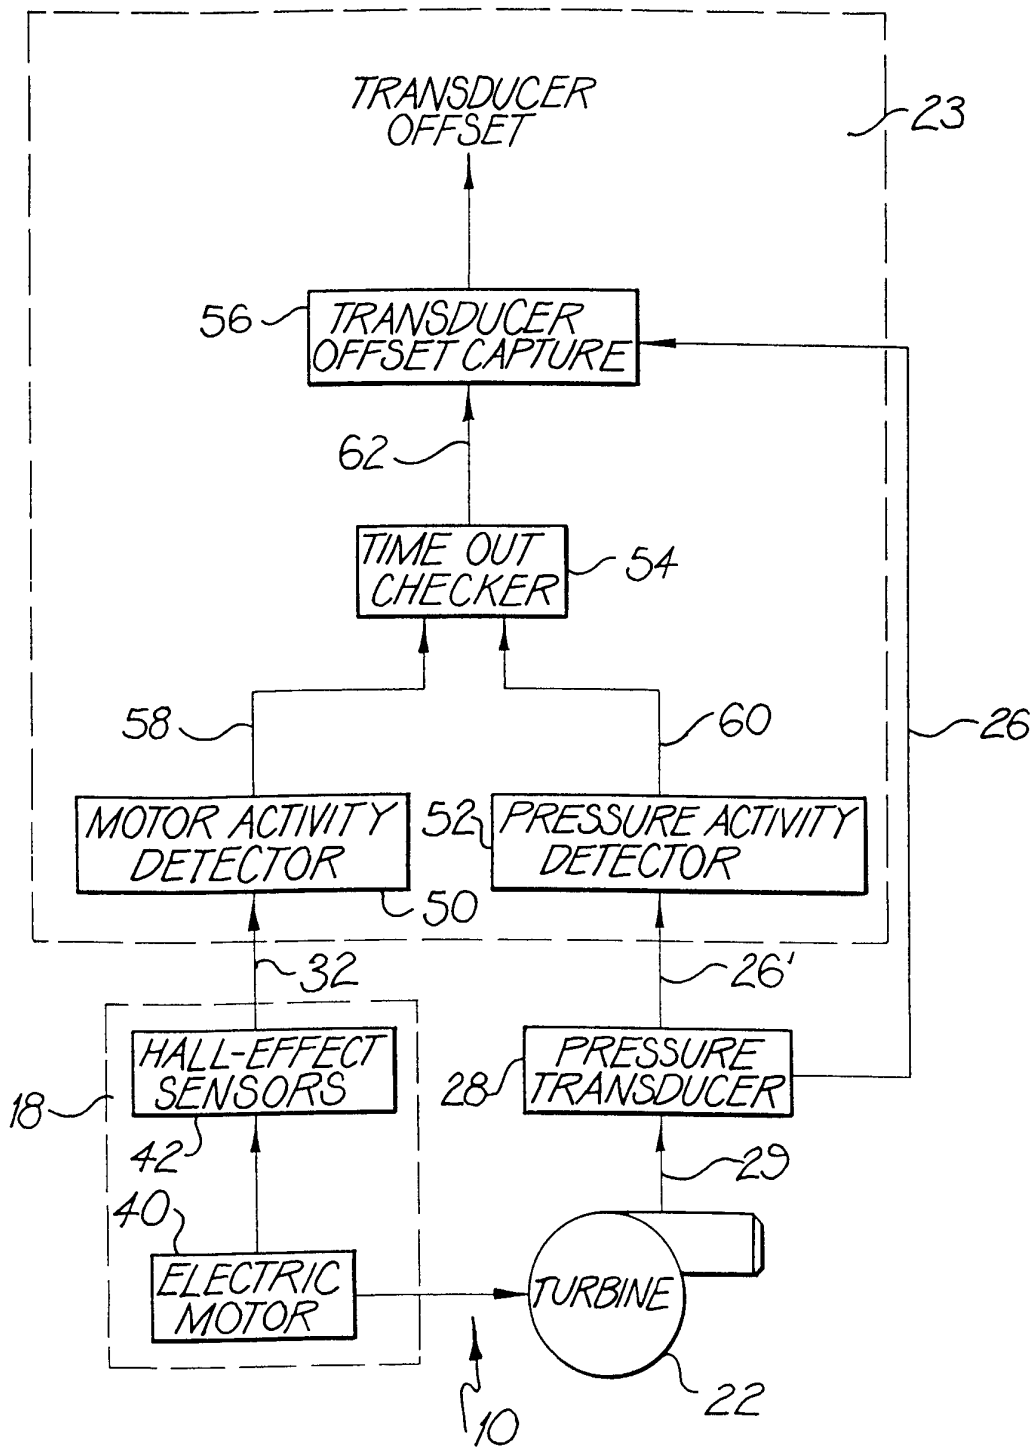 TRANSDUCER
OFFSET
23
56
TRANSDUCER
OFFSET CAPTURE
62
TIME OUT
CHECKER
54
58
60
26
MOTOR ACTIVITY
DETECTOR
50
52
PRESSURE ACTIVITY
DETECTOR
32
26'
18
HALL-EFFECT
SENSORS
42
28
PRESSURE
TRANSDUCER
29
40
ELECTRIC
MOTOR
TURBINE
10
22